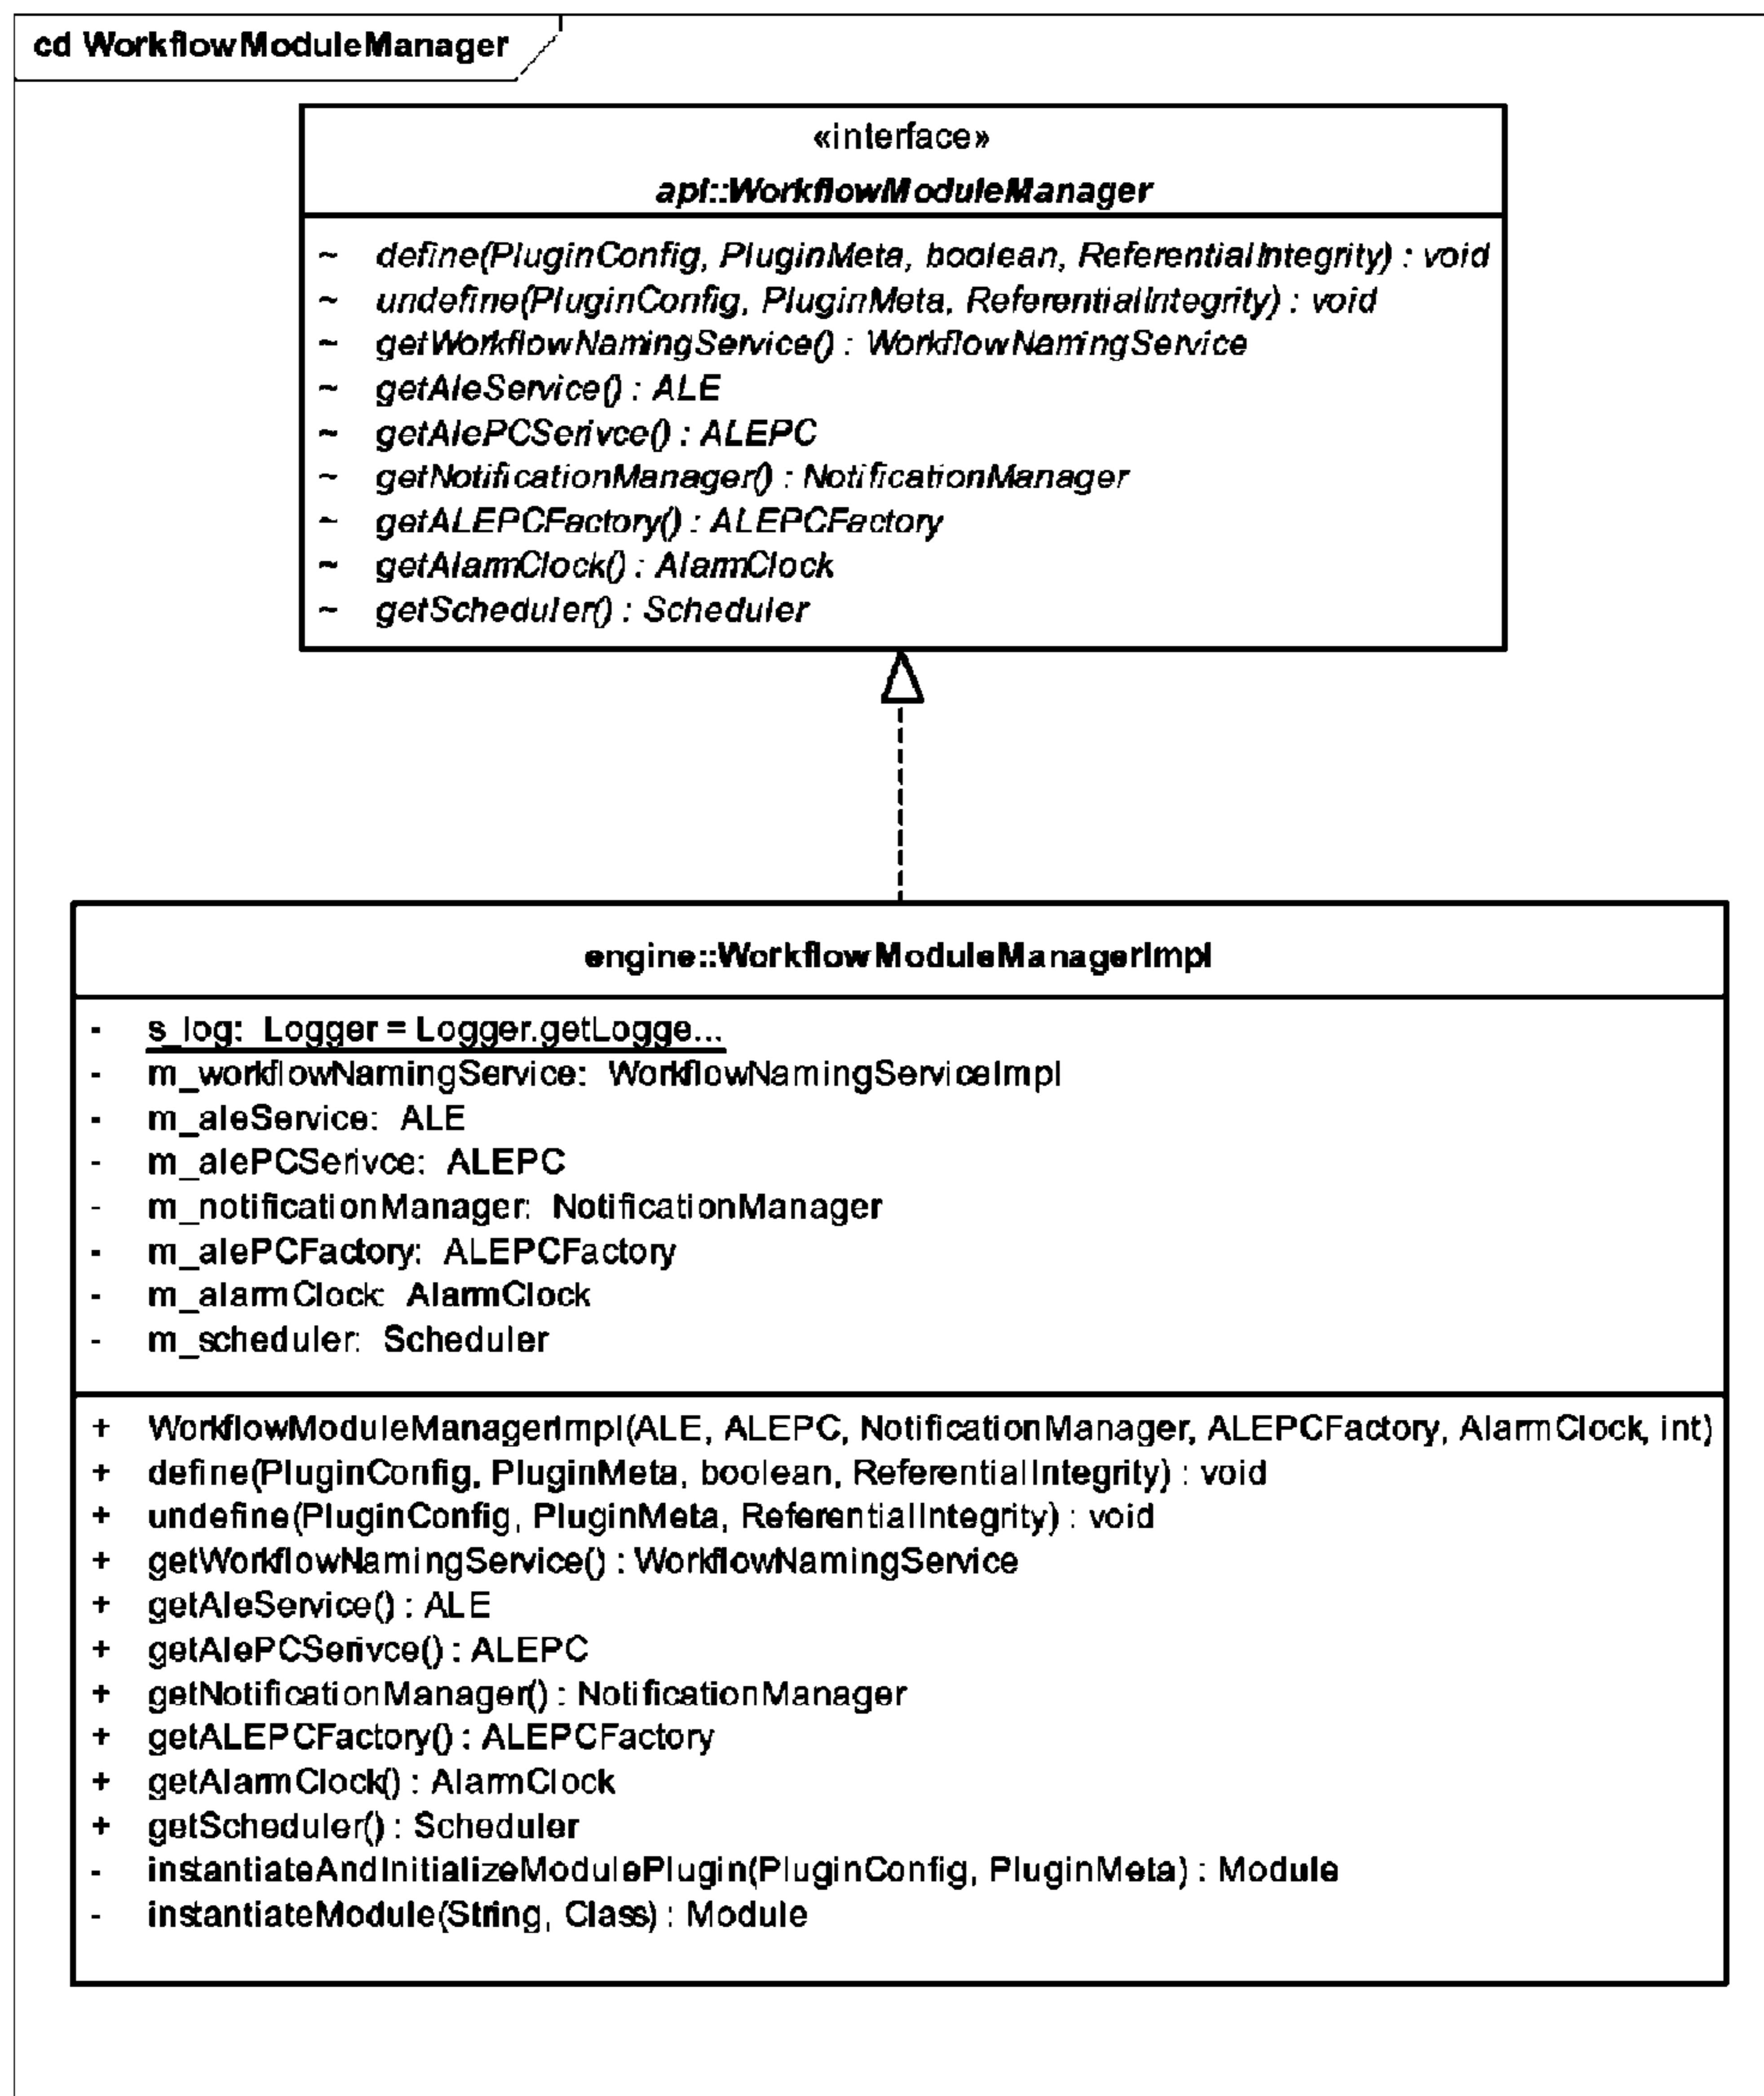 cd WorkflowModuleManager
«interface»
api::WorkflowModuleManager
~ define(PluginConfig, PluginMeta, boolean, ReferentialIntegrity) : void
~ undefine(PluginConfig, PluginMeta, ReferentialIntegrity) : void
~ getWorkflowNamingService() : WorkflowNamingService
~ getAleService() : ALE
~ getAlePCSerivce() : ALEPC
~ getNotificationManager() : NotificationManager
~ getALEPCFactory() : ALEPCFactory
~ getAlarmClock() : AlarmClock
~ getScheduler() : Scheduler
engine::WorkflowModuleManagerImpl
- s_log: Logger = Logger.getLogge...
- m_workflowNamingService: WorkflowNamingServiceImpl
- m_aleService: ALE
- m_alePCSerivce: ALEPC
- m_notificationManager: NotificationManager
- m_alePCFactory: ALEPCFactory
- m_alarmClock: AlarmClock
- m_scheduler: Scheduler
+ WorkflowModuleManagerImpl(ALE, ALEPC, NotificationManager, ALEPCFactory, AlarmClock, int)
+ define(PluginConfig, PluginMeta, boolean, ReferentialIntegrity) : void
+ undefine(PluginConfig, PluginMeta, ReferentialIntegrity) : void
+ getWorkflowNamingService() : WorkflowNamingService
+ getAleService() : ALE
+ getAlePCSerivce() : ALEPC
+ getNotificationManager() : NotificationManager
+ getALEPCFactory() : ALEPCFactory
+ getAlarmClock() : AlarmClock
+ getScheduler() : Scheduler
- instantiateAndInitializeModulePlugin(PluginConfig, PluginMeta) : Module
- instantiateModule(String, Class) : Module